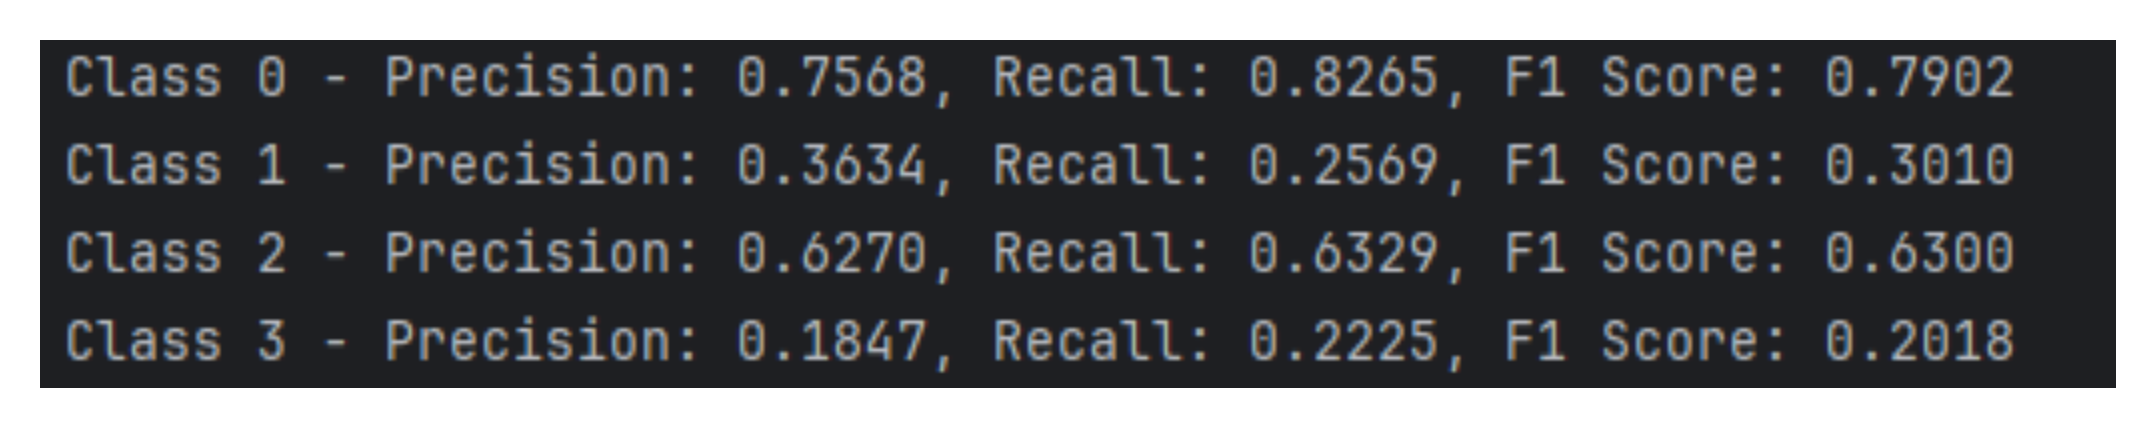 Class 0 - Precision: 0.7568, Recall: 0.8265, F1 Score: 0.7902
Class 1 - Precision: 0.3634, Recall: 0.2569, F1 Score: 0.3010
Class 2 - Precision: 0.6270, Recall: 0.6329, F1 Score: 0.6300
Class 3 - Precision: 0.1847, Recall: 0.2225, F1 Score: 0.2018